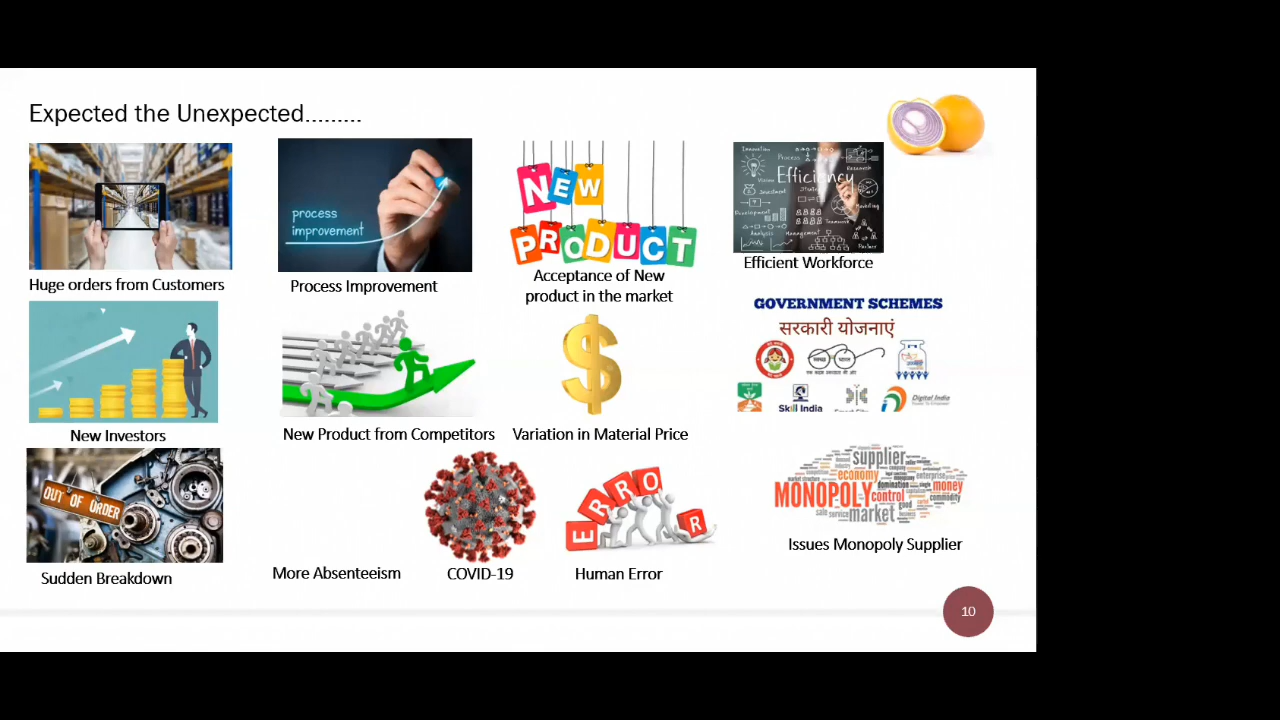 Expected the Unexpected.........
process
improvement
NEW
PRODUCT
Efficiency
Huge orders from Customers
Process Improvement
Acceptance of New
product in the market
Efficient Workforce
GOVERNMENT SCHEMES
सरकारी योजनाएं
Skill India
Digital India
New Investors
New Product from Competitors
Variation in Material Price
OUT OF ORDER
ERROR
supplier
economy
domination
MONOPOLY
control
money
commodity
market
Sudden Breakdown
More Absenteeism
COVID-19
Human Error
Issues Monopoly Supplier
10